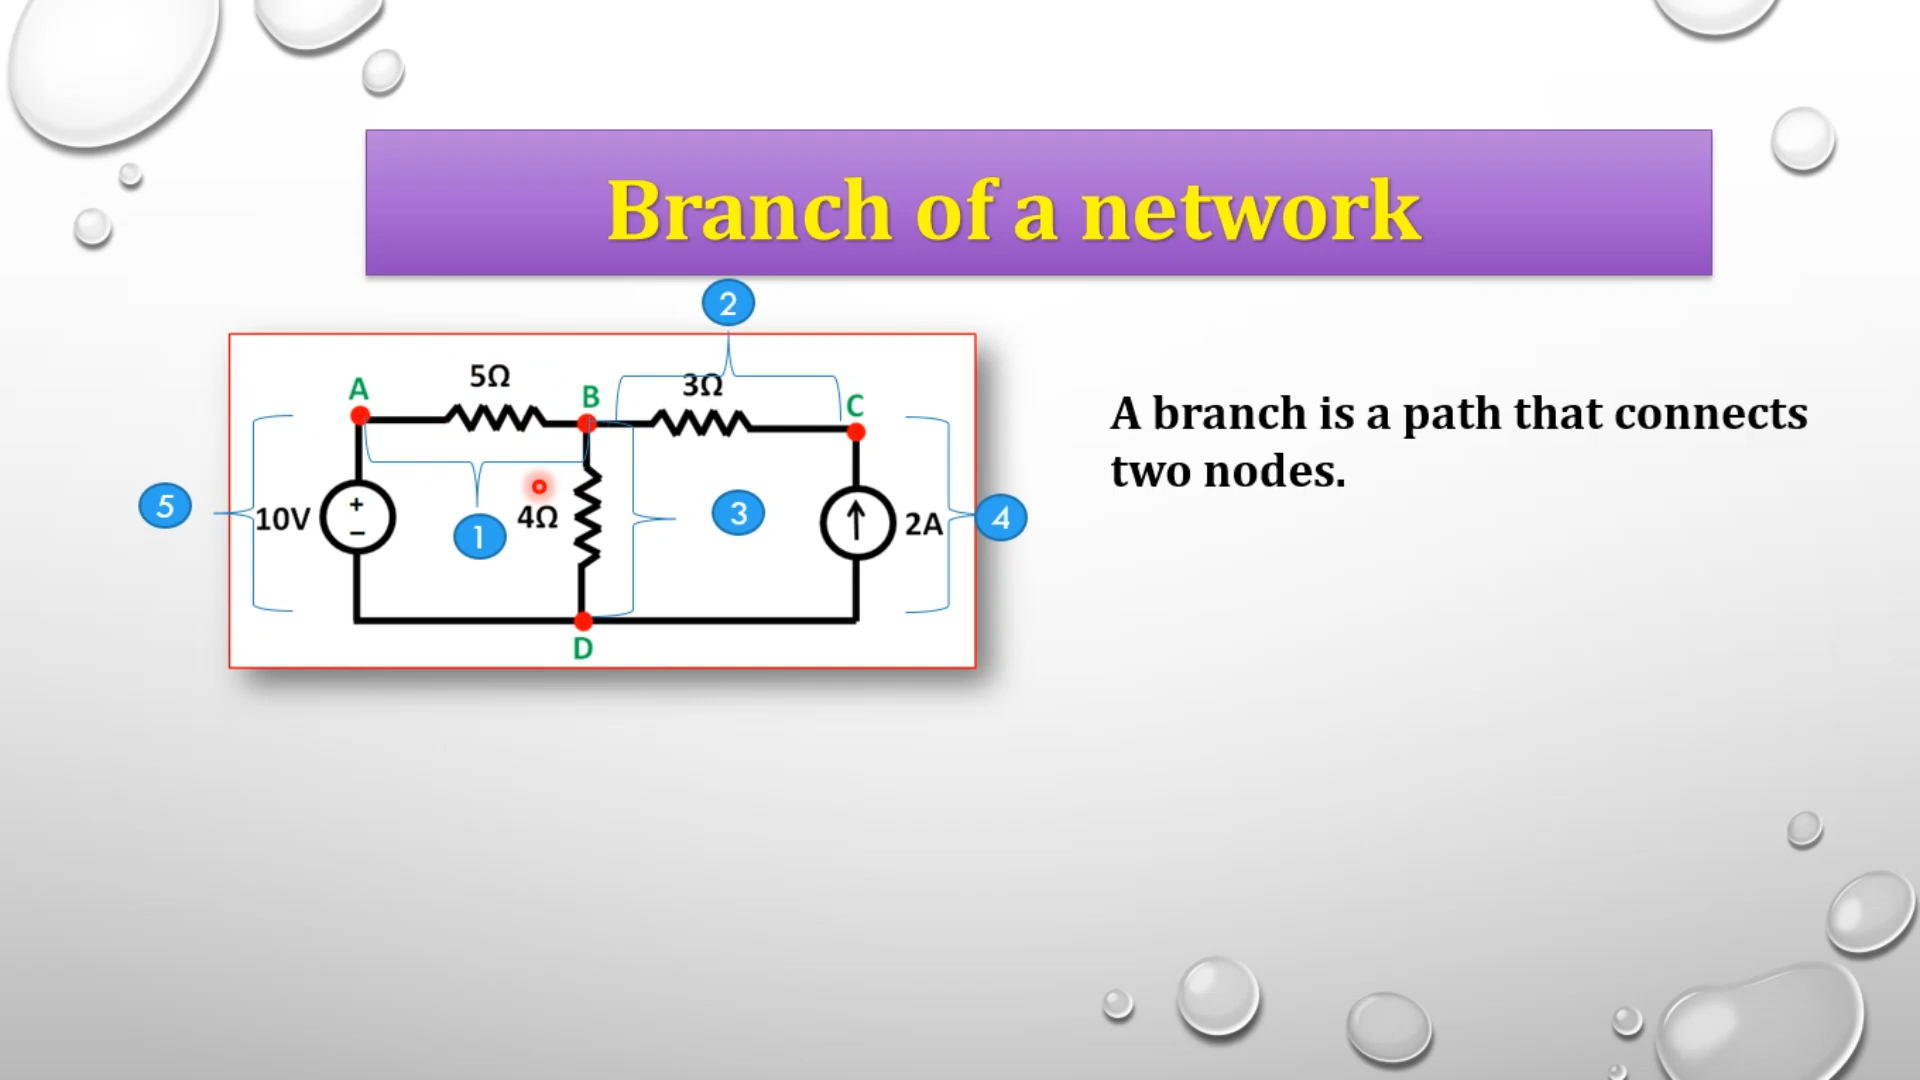 Branch of a network
2
5Ω
3Ω
A
B
C
A branch is a path that connects
two nodes.
5
10V
+
−
1
4Ω
3
2A
4
D